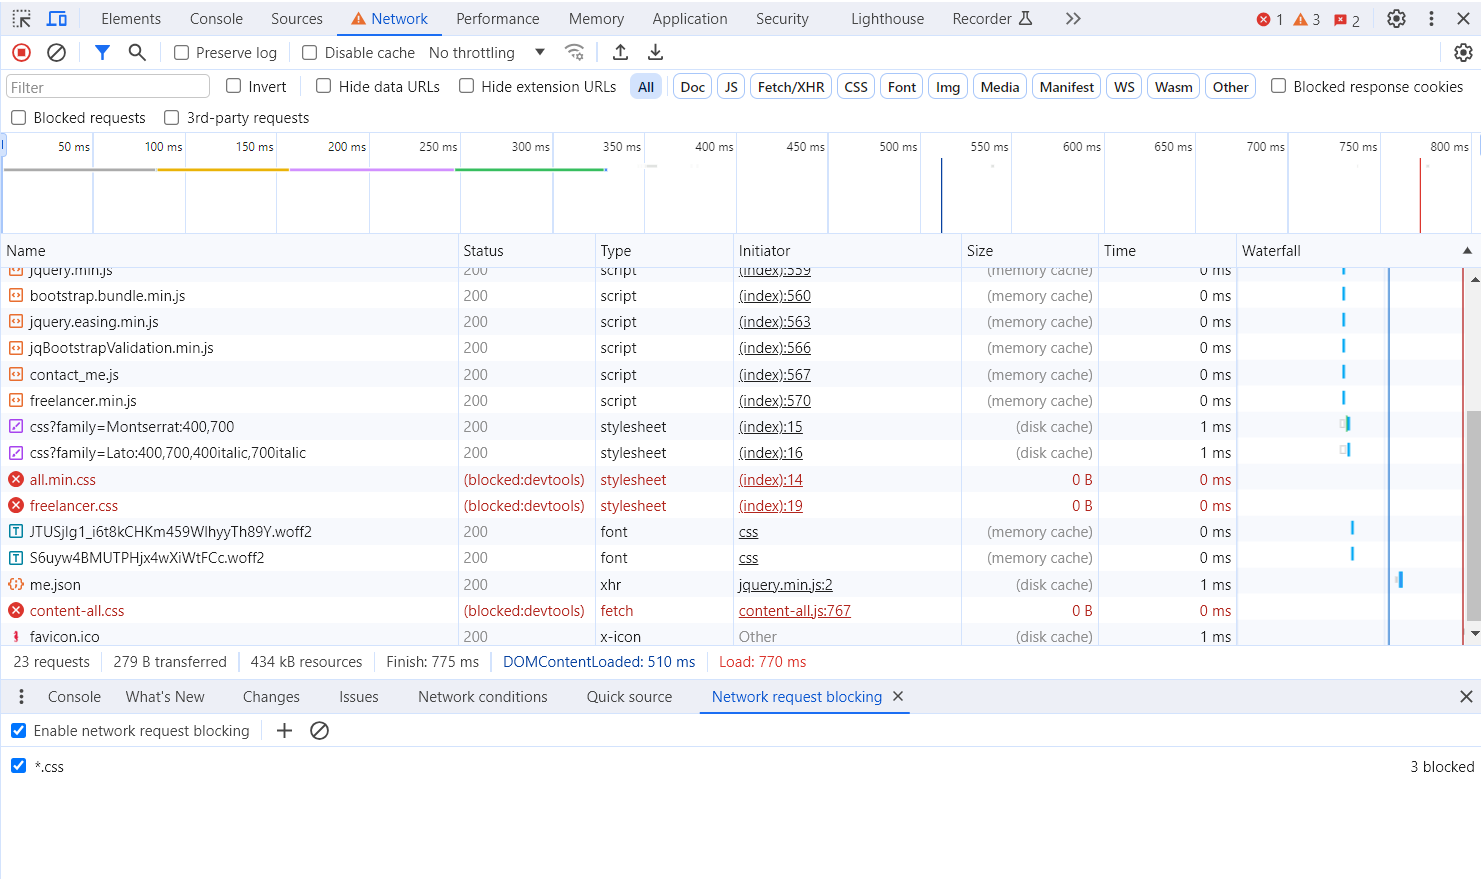 Elements Console Sources Network Performance Memory Application Security Lighthouse Recorder 1 3 2
Preserve log Disable cache No throttling
Filter Invert Hide data URLs Hide extension URLs All Doc JS Fetch/XHR CSS Font Img Media Manifest WS Wasm Other Blocked response cookies
Blocked requests 3rd-party requests
50 ms 100 ms 150 ms 200 ms 250 ms 300 ms 350 ms 400 ms 450 ms 500 ms 550 ms 600 ms 650 ms 700 ms 750 ms 800 ms
Name Status Type Initiator Size Time Waterfall
jquery.min.js 200 script (index):559 (memory cache) 0 ms
bootstrap.bundle.min.js 200 script (index):560 (memory cache) 0 ms
jquery.easing.min.js 200 script (index):563 (memory cache) 0 ms
jqBootstrapValidation.min.js 200 script (index):566 (memory cache) 0 ms
contact_me.js 200 script (index):567 (memory cache) 0 ms
freelancer.min.js 200 script (index):570 (memory cache) 0 ms
css?family=Montserrat:400,700 200 stylesheet (index):15 (disk cache) 1 ms
css?family=Lato:400,700,400italic,700italic 200 stylesheet (index):16 (disk cache) 1 ms
all.min.css (blocked:devtools) stylesheet (index):14 0 B 0 ms
freelancer.css (blocked:devtools) stylesheet (index):19 0 B 0 ms
JTUSjIg1_i6t8kCHKm459WlhyyTh89Y.woff2 200 font css (memory cache) 0 ms
S6uyw4BMUTPHjx4wXiWtFCc.woff2 200 font css (memory cache) 0 ms
me.json 200 xhr jquery.min.js:2 (disk cache) 1 ms
content-all.css (blocked:devtools) fetch content-all.js:767 0 B 0 ms
favicon.ico 200 x-icon Other (disk cache) 1 ms
23 requests 279 B transferred 434 kB resources Finish: 775 ms DOMContentLoaded: 510 ms Load: 770 ms
Console What's New Changes Issues Network conditions Quick source Network request blocking
Enable network request blocking
*.css 3 blocked